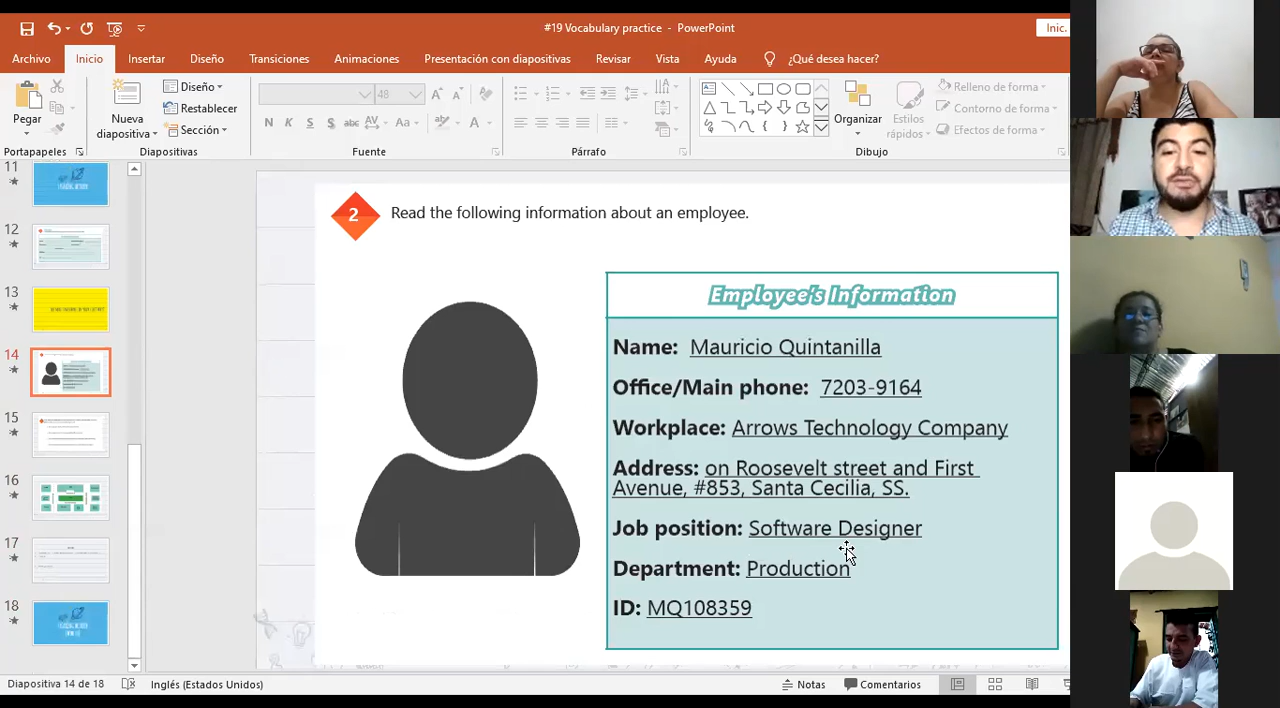 #19 Vocabulary practice - PowerPoint
Inic.
Archivo
Inicio
Insertar
Diseño
Transiciones
Animaciones
Presentación con diapositivas
Revisar
Vista
Ayuda
¿Qué desea hacer?
Pegar
Nueva
diapositiva
Diseño
Restablecer
Sección
48
N K S S abc AV Aa
Organizar
Estilos
rápidos
Relleno de forma
Contorno de forma
Efectos de forma
Portapapeles
Diapositivas
Fuente
Párrafo
Dibujo
11
12
13
14
15
16
17
18
2
Read the following information about an employee.
Employee's Information
Name: Mauricio Quintanilla
Office/Main phone: 7203-9164
Workplace: Arrows Technology Company
Address: on Roosevelt street and First
Avenue, #853, Santa Cecilia, SS.
Job position: Software Designer
Department: Production
ID: MQ108359
Diapositiva 14 de 18
Inglés (Estados Unidos)
Notas
Comentarios